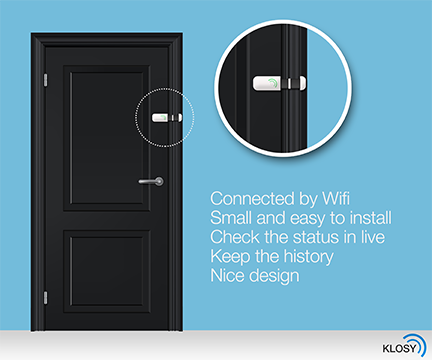 Connected by Wifi
Small and easy to install
Check the status in live
Keep the history
Nice design
KLOSY